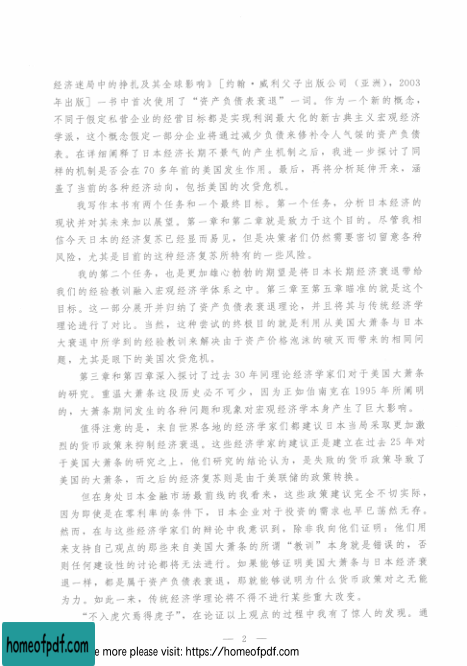 经济迷局中的挣扎及其全球影响》[约翰·威利父子出版公司（亚洲），2003
年出版] 一书中首次使用了“资产负债表衰退”一词。作为一个新的概念，
不同于假定私营企业的经营目标都是实现利润最大化的新古典主义宏观经济
学派，这个概念假定一部分企业将通过减少负债来修补令人气馁的资产负债
表。在详细阐释了日本经济长期不景气的产生机制之后，我进一步探讨了同
样的机制是否会在 70 多年前的美国发生作用。最后，再将分析延伸开来，涵
盖了当前的各种经济动向，包括美国的次贷危机。
我写作本书有两个任务和一个最终目标。第一个任务，分析日本经济的
现状并对其未来加以展望。第一章和第二章就是致力于这个目的。尽管我相
信今天日本的经济复苏已经显而易见，但是决策者们仍然需要密切留意各种
风险，尤其是目前的这种经济复苏所特有的一些风险。
我的第二个任务，也是更加雄心勃勃的期望是将日本长期经济衰退带给
我们的经验教训融入宏观经济学体系之中。第三章至第五章瞄准的就是这个
目标。这一部分展开并归纳了资产负债表衰退理论，并且将其与传统经济学
理论进行了对比。当然，这种尝试的终极目的就是利用从美国大萧条与日本
大衰退中所学到的经验教训来解决由于资产价格泡沫的破灭而带来的相同问
题，尤其是眼下的美国次贷危机。
第三章和第四章深入探讨了过去 30 年间理论经济学家们对于美国大萧条
的研究。重温大萧条这段历史必不可少，因为正如伯南克在 1995 年所阐明
的，大萧条期间发生的各种问题和现象对宏观经济学本身产生了巨大影响。
值得注意的是，来自世界各地的经济学家们都建议日本当局采取更加激
烈的货币政策来抑制经济衰退。这些经济学家的建议正是建立在过去 25 年对
于美国大萧条的研究之上。他们研究的结论认为，是失败的货币政策导致了
美国的大萧条，而之后的经济复苏则是由于美联储的政策转换。
但在身处日本金融市场最前线的我看来，这些政策建议完全不切实际，
因为即使是在零利率的条件下，日本企业对于投资的需求也早已荡然无存。
然而，在与这些经济学家们的辩论中我意识到，除非我向他们证明：他们用
来支持自己观点的那些来自美国大萧条的所谓“教训”本身就是错误的，否
则任何建设性的讨论都将无法进行。如果能够证明美国大萧条与日本经济衰
退一样，都是属于资产负债表衰退，那就能够说明为什么货币政策对之无能
为力。如此一来，传统经济学理论将不得不进行某些重大改变。
“不入虎穴焉得虎子”，在论证以上观点的过程中我有了惊人的发现。通
— 2 —
homeofpdf.com
e more please visit: https://homeofpdf.com